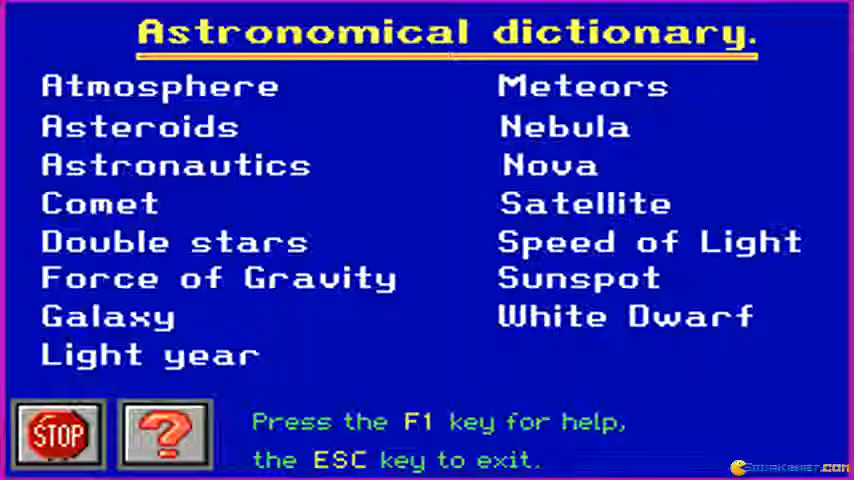 Astronomical dictionary.
Atmosphere
Asteroids
Astronautics
Comet
Double stars
Force of Gravity
Galaxy
Light year
Meteors
Nebula
Nova
Satellite
Speed of Light
Sunspot
White Dwarf
STOP
?
Press the F1 key for help,
the ESC key to exit.